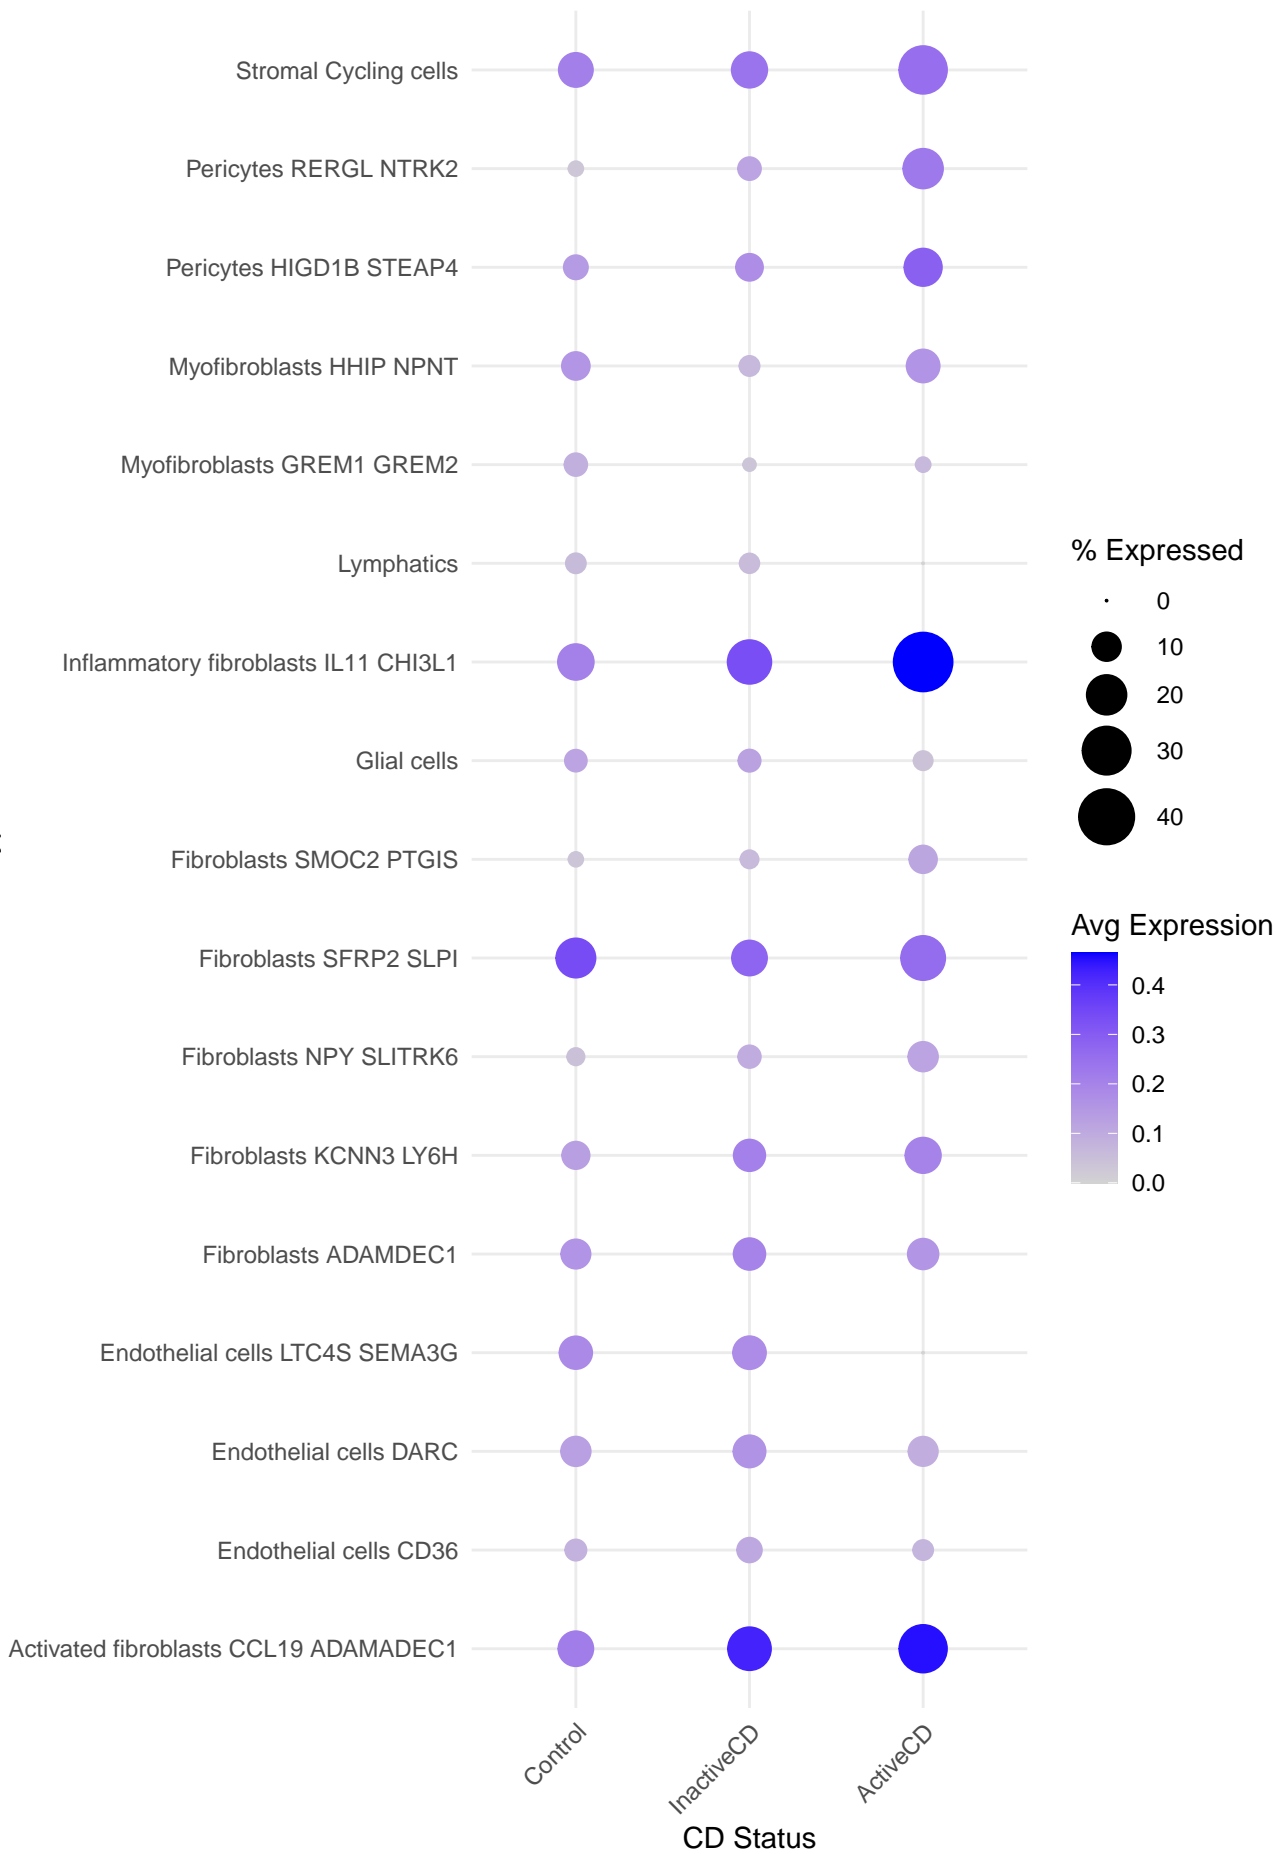 Stromal Cycling cells
Pericytes RERGL NTRK2
Pericytes HIGD1B STEAP4
Myofibroblasts HHIP NPNT
Myofibroblasts GREM1 GREM2
Lymphatics
Inflammatory fibroblasts IL11 CHI3L1
Glial cells
Fibroblasts SMOC2 PTGIS
Fibroblasts SFRP2 SLPI
Fibroblasts NPY SLITRK6
Fibroblasts KCNN3 LY6H
Fibroblasts ADAMDEC1
Endothelial cells LTC4S SEMA3G
Endothelial cells DARC
Endothelial cells CD36
Activated fibroblasts CCL19 ADAMADEC1
Control
InactiveCD
ActiveCD
CD Status
% Expressed
0
10
20
30
40
Avg Expression
0.4
0.3
0.2
0.1
0.0